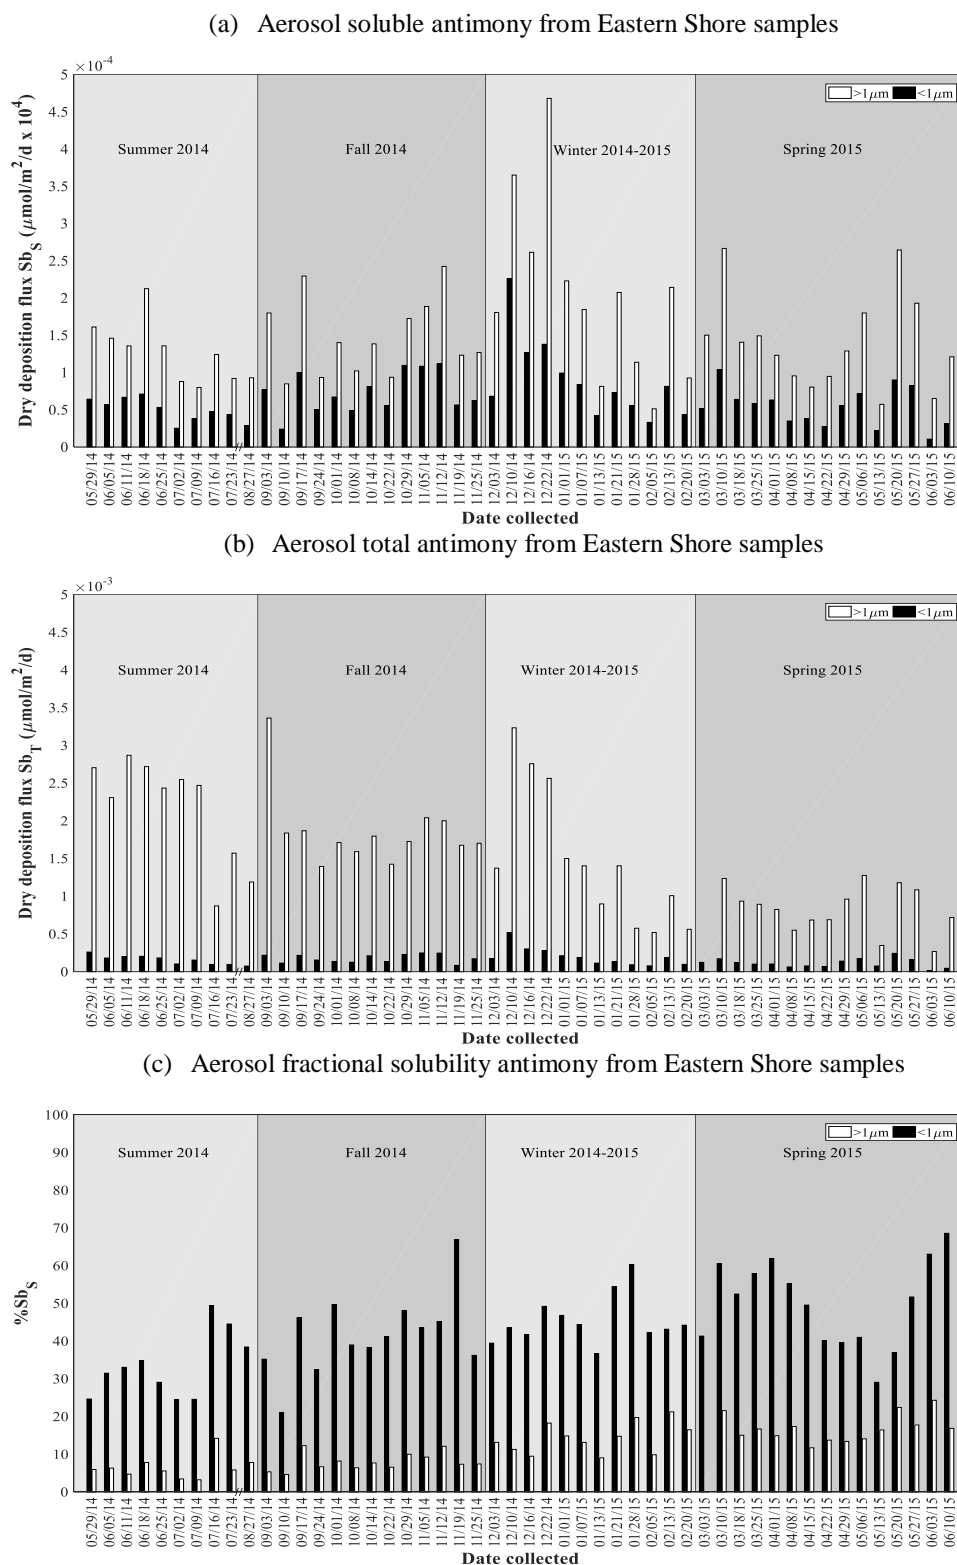 (a) Aerosol soluble antimony from Eastern Shore samples
×10⁻⁴
5
4.5
4
3.5
3
2.5
2
1.5
1
0.5
0
Dry deposition flux Sb_S (μmol/m²/d x 10⁴)
>1μm <1μm
Summer 2014 Fall 2014 Winter 2014-2015 Spring 2015
05/29/14 06/05/14 06/11/14 06/18/14 06/25/14 07/02/14 07/09/14 07/16/14 07/23/14 // 08/27/14 09/03/14 09/10/14 09/17/14 09/24/14 10/01/14 10/08/14 10/14/14 10/22/14 10/29/14 11/05/14 11/12/14 11/19/14 11/25/14 12/03/14 12/10/14 12/16/14 12/22/14 01/01/15 01/07/15 01/13/15 01/21/15 01/28/15 02/05/15 02/13/15 02/20/15 03/03/15 03/10/15 03/18/15 03/25/15 04/01/15 04/08/15 04/15/15 04/22/15 04/29/15 05/06/15 05/13/15 05/20/15 05/27/15 06/03/15 06/10/15
Date collected
(b) Aerosol total antimony from Eastern Shore samples
×10⁻³
5
4.5
4
3.5
3
2.5
2
1.5
1
0.5
0
Dry deposition flux Sb_T (μmol/m²/d)
>1μm <1μm
Summer 2014 Fall 2014 Winter 2014-2015 Spring 2015
05/29/14 06/05/14 06/11/14 06/18/14 06/25/14 07/02/14 07/09/14 07/16/14 07/23/14 // 08/27/14 09/03/14 09/10/14 09/17/14 09/24/14 10/01/14 10/08/14 10/14/14 10/22/14 10/29/14 11/05/14 11/12/14 11/19/14 11/25/14 12/03/14 12/10/14 12/16/14 12/22/14 01/01/15 01/07/15 01/13/15 01/21/15 01/28/15 02/05/15 02/13/15 02/20/15 03/03/15 03/10/15 03/18/15 03/25/15 04/01/15 04/08/15 04/15/15 04/22/15 04/29/15 05/06/15 05/13/15 05/20/15 05/27/15 06/03/15 06/10/15
Date collected
(c) Aerosol fractional solubility antimony from Eastern Shore samples
100
90
80
70
60
50
40
30
20
10
0
%Sb_S
>1μm <1μm
Summer 2014 Fall 2014 Winter 2014-2015 Spring 2015
05/29/14 06/05/14 06/11/14 06/18/14 06/25/14 07/02/14 07/09/14 07/16/14 07/23/14 // 08/27/14 09/03/14 09/10/14 09/17/14 09/24/14 10/01/14 10/08/14 10/14/14 10/22/14 10/29/14 11/05/14 11/12/14 11/19/14 11/25/14 12/03/14 12/10/14 12/16/14 12/22/14 01/01/15 01/07/15 01/13/15 01/21/15 01/28/15 02/05/15 02/13/15 02/20/15 03/03/15 03/10/15 03/18/15 03/25/15 04/01/15 04/08/15 04/15/15 04/22/15 04/29/15 05/06/15 05/13/15 05/20/15 05/27/15 06/03/15 06/10/15